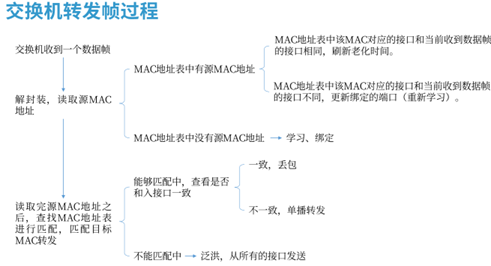 交换机转发帧过程
交换机收到一个数据帧
解封装，读取源MAC
地址
MAC地址表中有源MAC地址
MAC地址表中该MAC对应的接口和当前收到数据帧
的接口相同，刷新老化时间。
MAC地址表中该MAC对应的接口和当前收到数据帧
的接口不同，更新绑定的端口（重新学习）。
MAC地址表中没有源MAC地址
学习、绑定
读取完源MAC地址之
后，查找MAC地址表
进行匹配，匹配目标
MAC转发
能够匹配中，查看是否
和入接口一致
一致，丢包
不一致，单播转发
不能匹配中
泛洪，从所有的接口发送